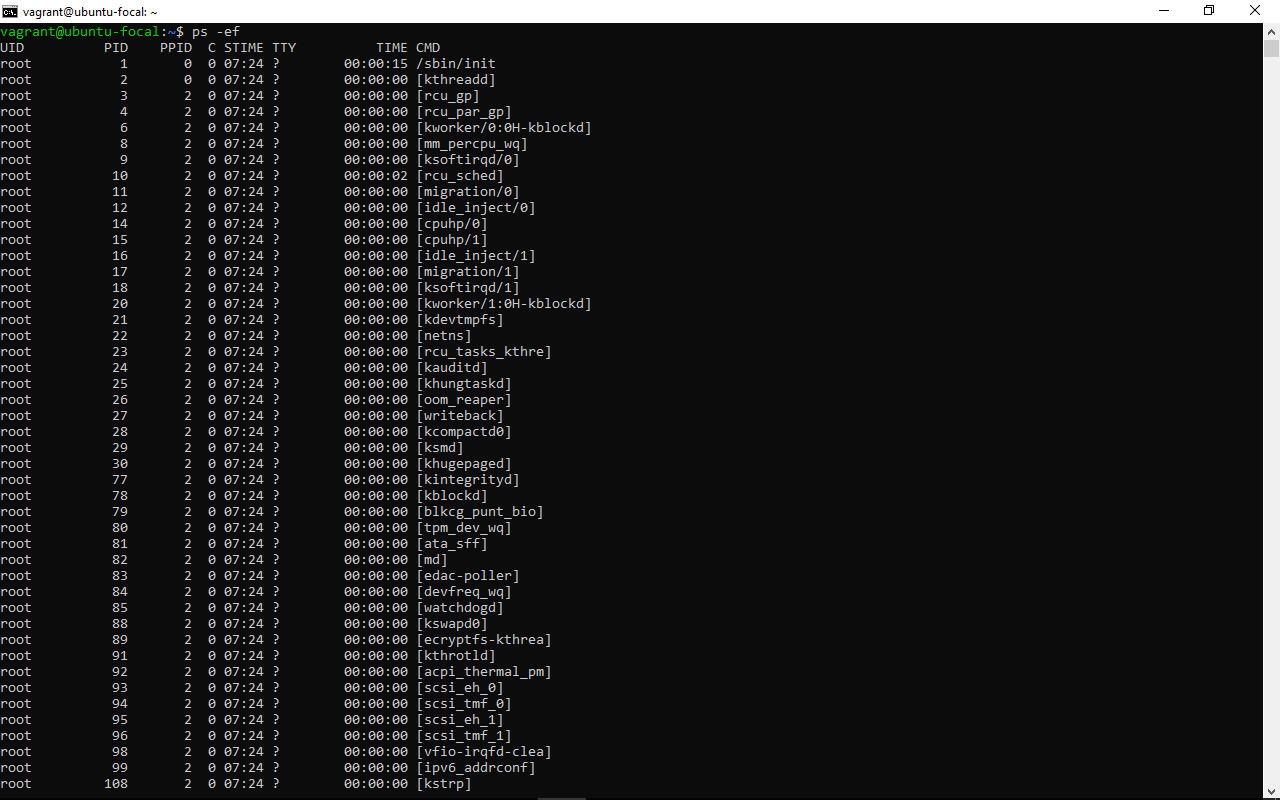 vagrant@ubuntu-focal: ~
vagrant@ubuntu-focal:~$ ps -ef
UID          PID    PPID  C STIME TTY          TIME CMD
root           1       0  0 07:24 ?        00:00:15 /sbin/init
root           2       0  0 07:24 ?        00:00:00 [kthreadd]
root           3       2  0 07:24 ?        00:00:00 [rcu_gp]
root           4       2  0 07:24 ?        00:00:00 [rcu_par_gp]
root           6       2  0 07:24 ?        00:00:00 [kworker/0:0H-kblockd]
root           8       2  0 07:24 ?        00:00:00 [mm_percpu_wq]
root           9       2  0 07:24 ?        00:00:00 [ksoftirqd/0]
root          10       2  0 07:24 ?        00:00:02 [rcu_sched]
root          11       2  0 07:24 ?        00:00:00 [migration/0]
root          12       2  0 07:24 ?        00:00:00 [idle_inject/0]
root          14       2  0 07:24 ?        00:00:00 [cpuhp/0]
root          15       2  0 07:24 ?        00:00:00 [cpuhp/1]
root          16       2  0 07:24 ?        00:00:00 [idle_inject/1]
root          17       2  0 07:24 ?        00:00:00 [migration/1]
root          18       2  0 07:24 ?        00:00:00 [ksoftirqd/1]
root          20       2  0 07:24 ?        00:00:00 [kworker/1:0H-kblockd]
root          21       2  0 07:24 ?        00:00:00 [kdevtmpfs]
root          22       2  0 07:24 ?        00:00:00 [netns]
root          23       2  0 07:24 ?        00:00:00 [rcu_tasks_kthre]
root          24       2  0 07:24 ?        00:00:00 [kauditd]
root          25       2  0 07:24 ?        00:00:00 [khungtaskd]
root          26       2  0 07:24 ?        00:00:00 [oom_reaper]
root          27       2  0 07:24 ?        00:00:00 [writeback]
root          28       2  0 07:24 ?        00:00:00 [kcompactd0]
root          29       2  0 07:24 ?        00:00:00 [ksmd]
root          30       2  0 07:24 ?        00:00:00 [khugepaged]
root          77       2  0 07:24 ?        00:00:00 [kintegrityd]
root          78       2  0 07:24 ?        00:00:00 [kblockd]
root          79       2  0 07:24 ?        00:00:00 [blkcg_punt_bio]
root          80       2  0 07:24 ?        00:00:00 [tpm_dev_wq]
root          81       2  0 07:24 ?        00:00:00 [ata_sff]
root          82       2  0 07:24 ?        00:00:00 [md]
root          83       2  0 07:24 ?        00:00:00 [edac-poller]
root          84       2  0 07:24 ?        00:00:00 [devfreq_wq]
root          85       2  0 07:24 ?        00:00:00 [watchdogd]
root          88       2  0 07:24 ?        00:00:00 [kswapd0]
root          89       2  0 07:24 ?        00:00:00 [ecryptfs-kthrea]
root          91       2  0 07:24 ?        00:00:00 [kthrotld]
root          92       2  0 07:24 ?        00:00:00 [acpi_thermal_pm]
root          93       2  0 07:24 ?        00:00:00 [scsi_eh_0]
root          94       2  0 07:24 ?        00:00:00 [scsi_tmf_0]
root          95       2  0 07:24 ?        00:00:00 [scsi_eh_1]
root          96       2  0 07:24 ?        00:00:00 [scsi_tmf_1]
root          98       2  0 07:24 ?        00:00:00 [vfio-irqfd-clea]
root          99       2  0 07:24 ?        00:00:00 [ipv6_addrconf]
root         108       2  0 07:24 ?        00:00:00 [kstrp]